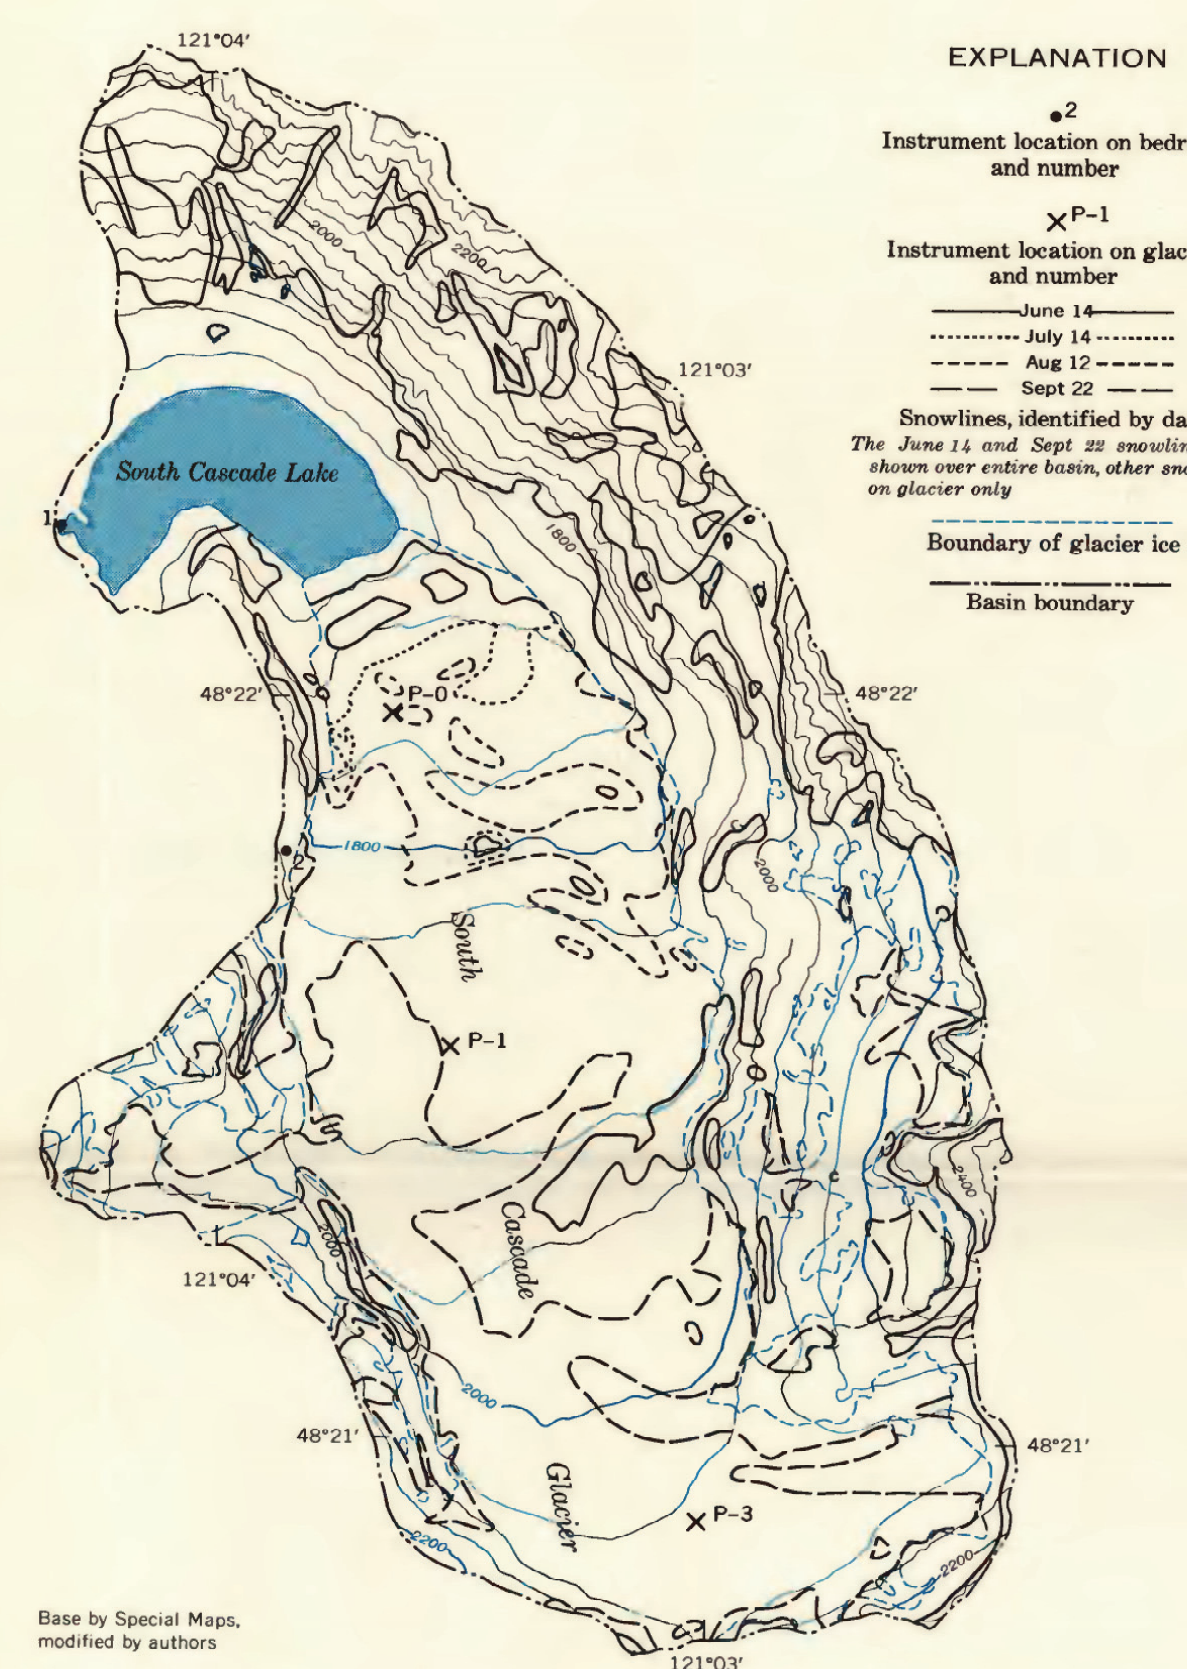 121°04′
EXPLANATION
2
Instrument location on bedr
and number
P-1
Instrument location on glac
and number
June 14
July 14
Aug 12
Sept 22
Snowlines, identified by da
The June 14 and Sept 22 snowlin
shown over entire basin, other sno
on glacier only
Boundary of glacier ice
Basin boundary
2000
2200
121°03′
South Cascade Lake
1
1800
48°22′
P-0
48°22′
1800
2
2000
South
P-1
2400
2000
Cascade
121°04′
2000
48°21′
48°21′
Glacier
P-3
2200
2200
Base by Special Maps,
modified by authors
121°03′